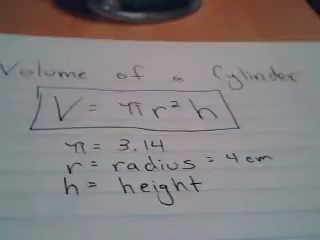 Volume of a Cylinder
V = πr²h
π = 3.14
r = radius = 4 cm
h = height